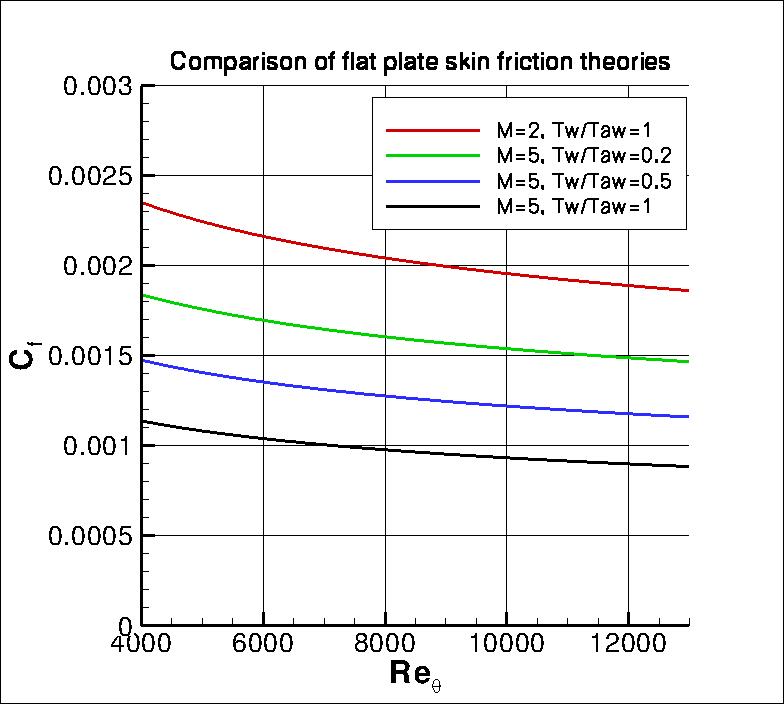 Comparison of flat plate skin friction theories
0.003
0.0025
0.002
0.0015
0.001
0.0005
0
M=2, Tw/Taw=1
M=5, Tw/Taw=0.2
M=5, Tw/Taw=0.5
M=5, Tw/Taw=1
Cf
4000 6000 8000 10000 12000
Reθ